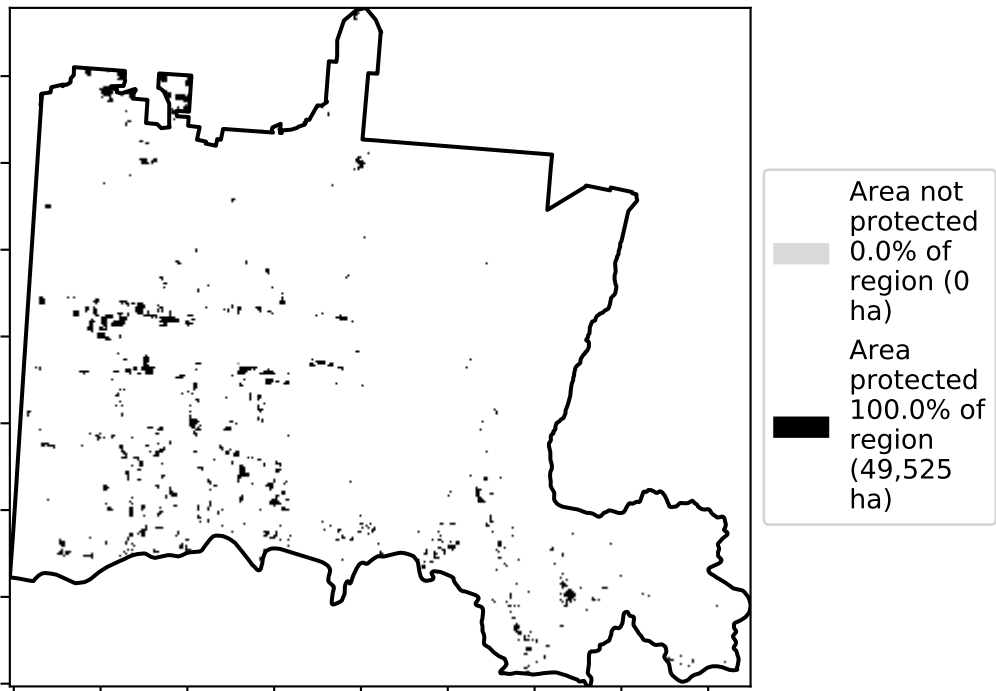 Area not
protected
0.0% of
region (0
ha)
Area
protected
100.0% of
region
(49,525
ha)